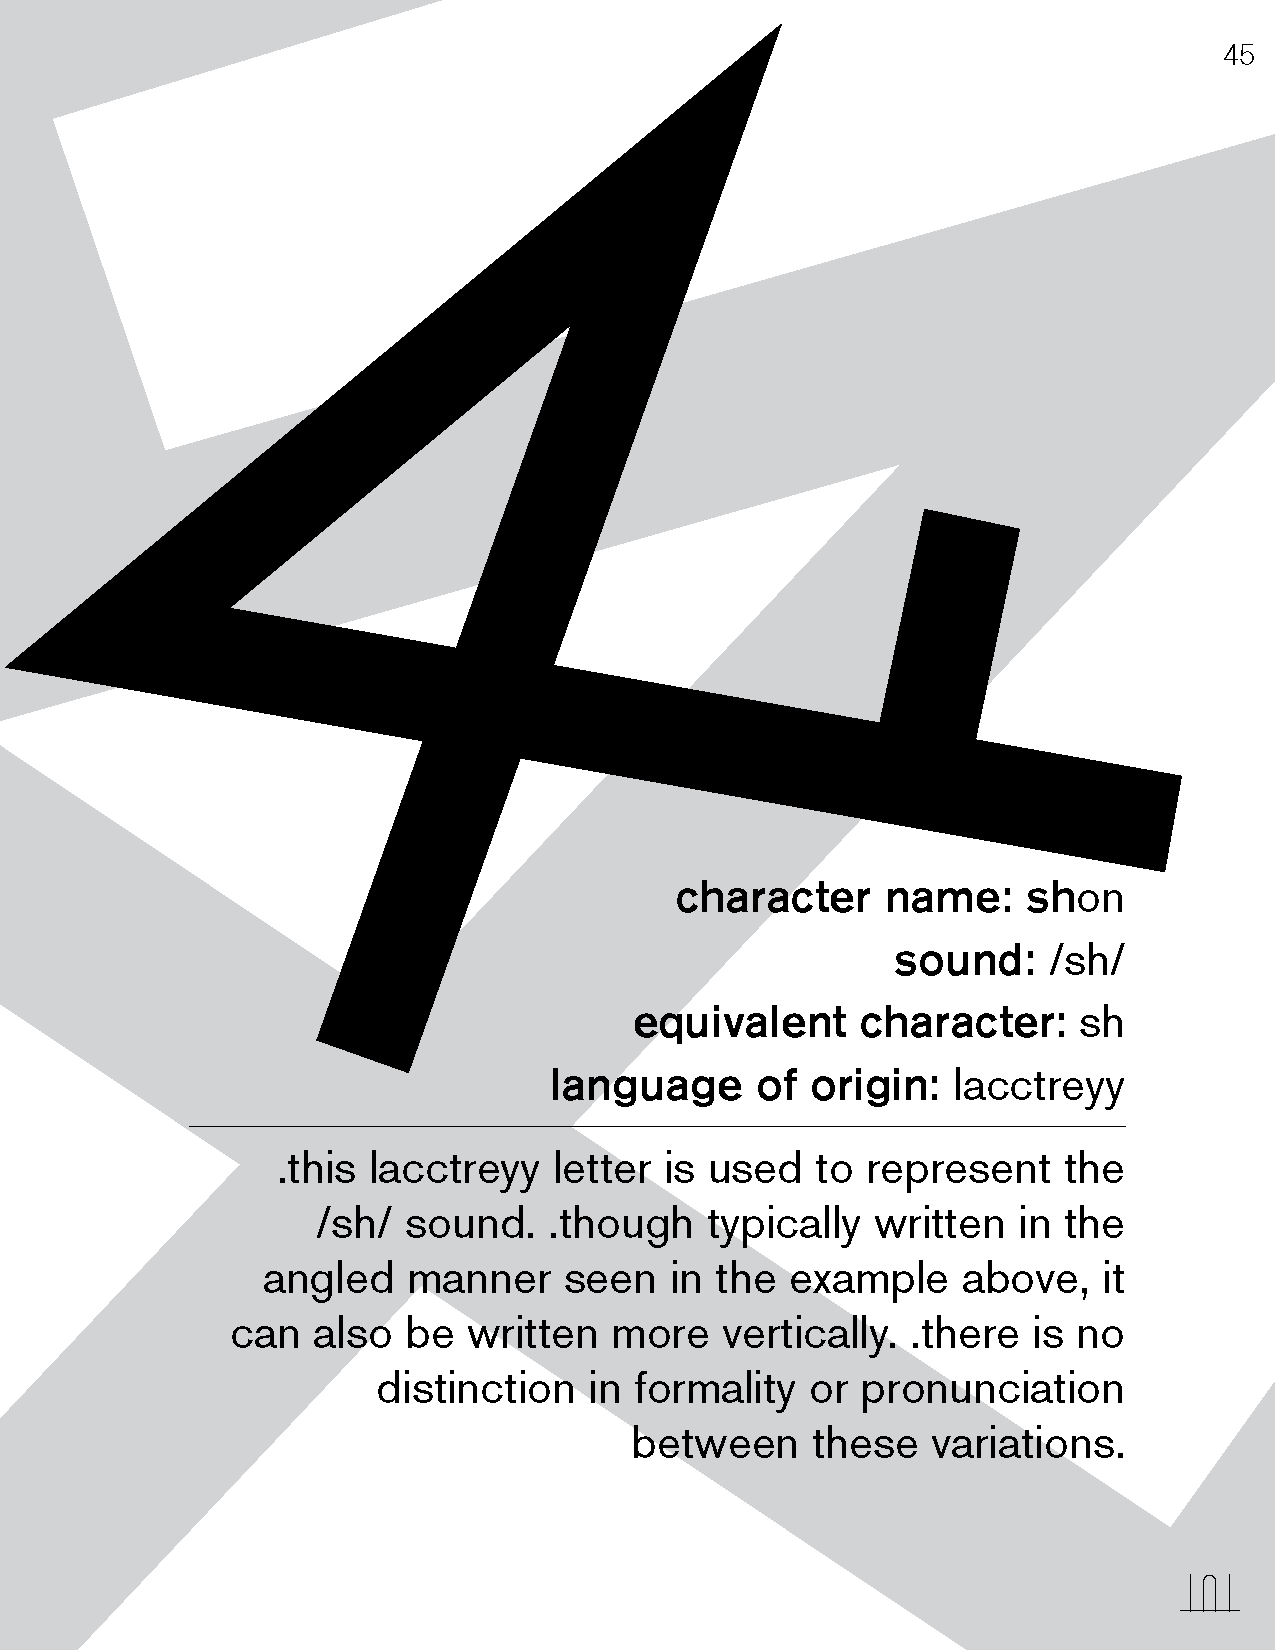 45
character name: shon
sound: /sh/
equivalent character: sh
language of origin: lacctreyy
.this lacctreyy letter is used to represent the
/sh/ sound. .though typically written in the
angled manner seen in the example above, it
can also be written more vertically. .there is no
distinction in formality or pronunciation
between these variations.